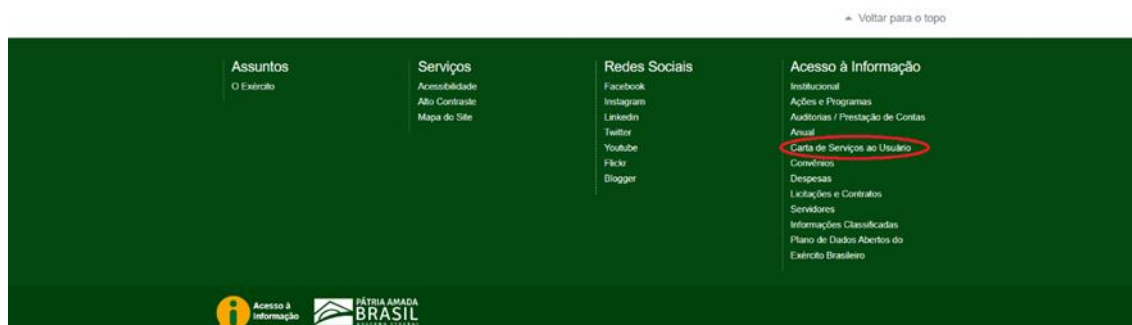 Voltar para o topo
Assuntos
O Exército
Serviços
Acessibilidade
Alto Contraste
Mapa do Site
Redes Sociais
Facebook
Instagram
Linkedin
Twitter
Youtube
Flickr
Blogger
Acesso à Informação
Institucional
Ações e Programas
Auditorias / Prestação de Contas
Anual
Carta de Serviços ao Usuário
Convênios
Despesas
Licitações e Contratos
Servidores
Informações Classificadas
Plano de Dados Abertos do
Exército Brasileiro
Acesso à
Informação
PÁTRIA AMADA
BRASIL